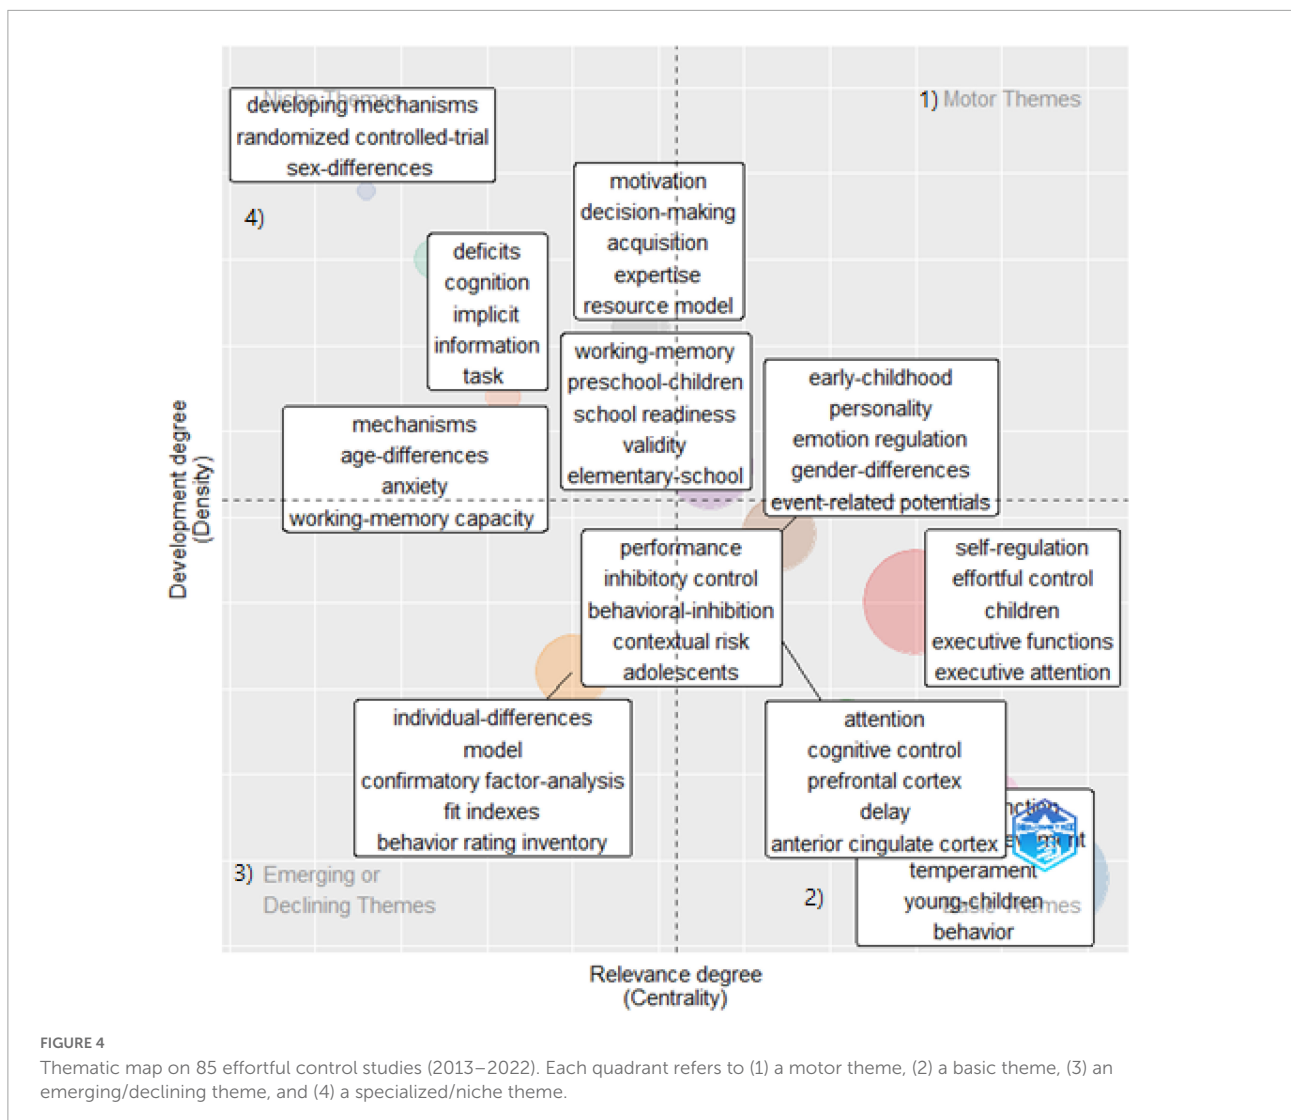 Niche Themes
developing mechanisms
randomized controlled-trial
sex-differences
4)
1) Motor Themes
motivation
decision-making
acquisition
expertise
resource model
deficits
cognition
implicit
information
task
working-memory
preschool-children
school readiness
validity
elementary-school
early-childhood
personality
emotion regulation
gender-differences
event-related potentials
mechanisms
age-differences
anxiety
working-memory capacity
Development degree
(Density)
performance
inhibitory control
behavioral-inhibition
contextual risk
adolescents
self-regulation
effortful control
children
executive functions
executive attention
individual-differences
model
confirmatory factor-analysis
fit indexes
behavior rating inventory
attention
cognitive control
prefrontal cortex
delay
anterior cingulate cortex
temperament
young-children
behavior
3) Emerging or
Declining Themes
2)
Basic Themes
Relevance degree
(Centrality)
FIGURE 4
Thematic map on 85 effortful control studies (2013–2022). Each quadrant refers to (1) a motor theme, (2) a basic theme, (3) an
emerging/declining theme, and (4) a specialized/niche theme.